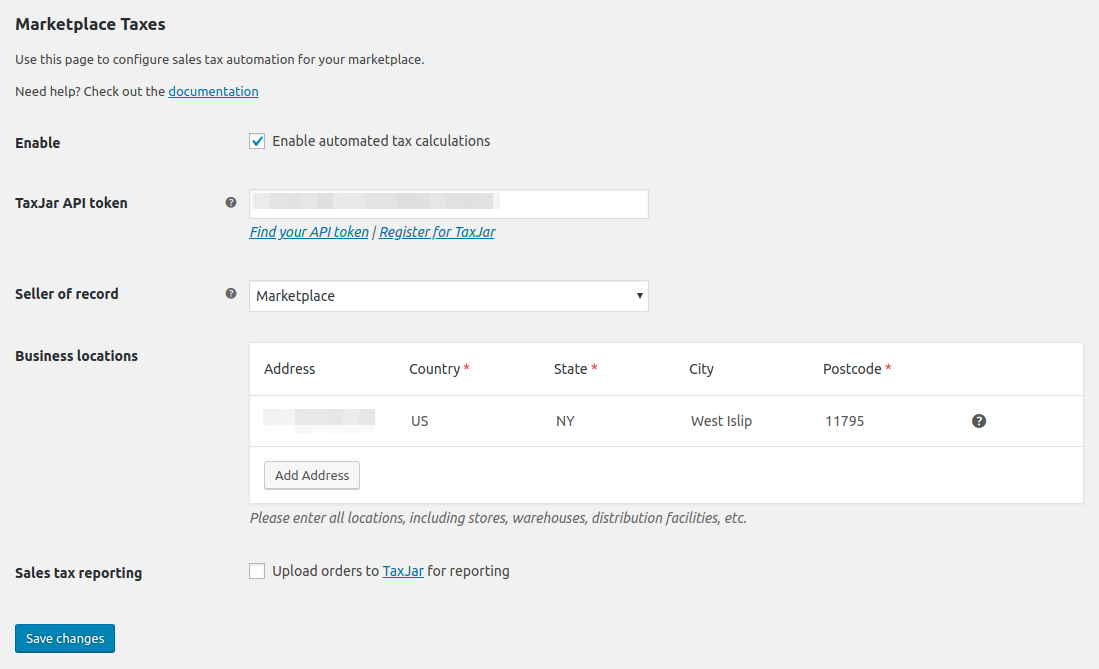 Marketplace Taxes
Use this page to configure sales tax automation for your marketplace.
Need help? Check out the documentation
Enable
Enable automated tax calculations
TaxJar API token
Find your API token | Register for TaxJar
Seller of record
Marketplace
Business locations
Address Country * State * City Postcode *
US NY West Islip 11795
Add Address
Please enter all locations, including stores, warehouses, distribution facilities, etc.
Sales tax reporting
Upload orders to TaxJar for reporting
Save changes